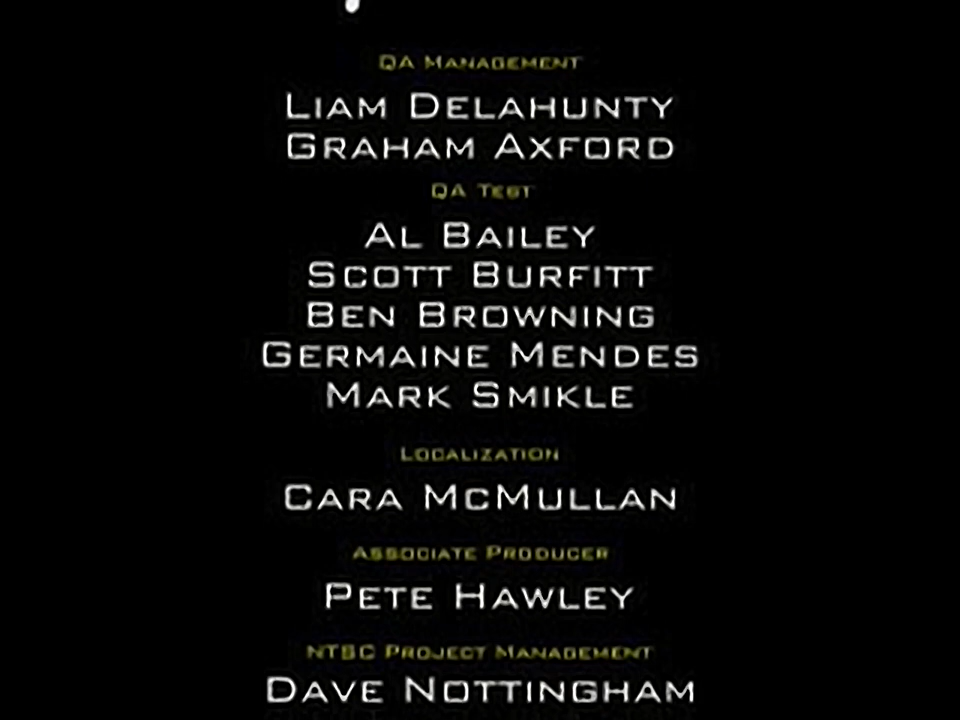 QA Management
Liam Delahunty
Graham Axford
QA Test
Al Bailey
Scott Burfitt
Ben Browning
Germaine Mendes
Mark Smikle
Localization
Cara McMullan
Associate Producer
Pete Hawley
NTSC Project Management
Dave Nottingham